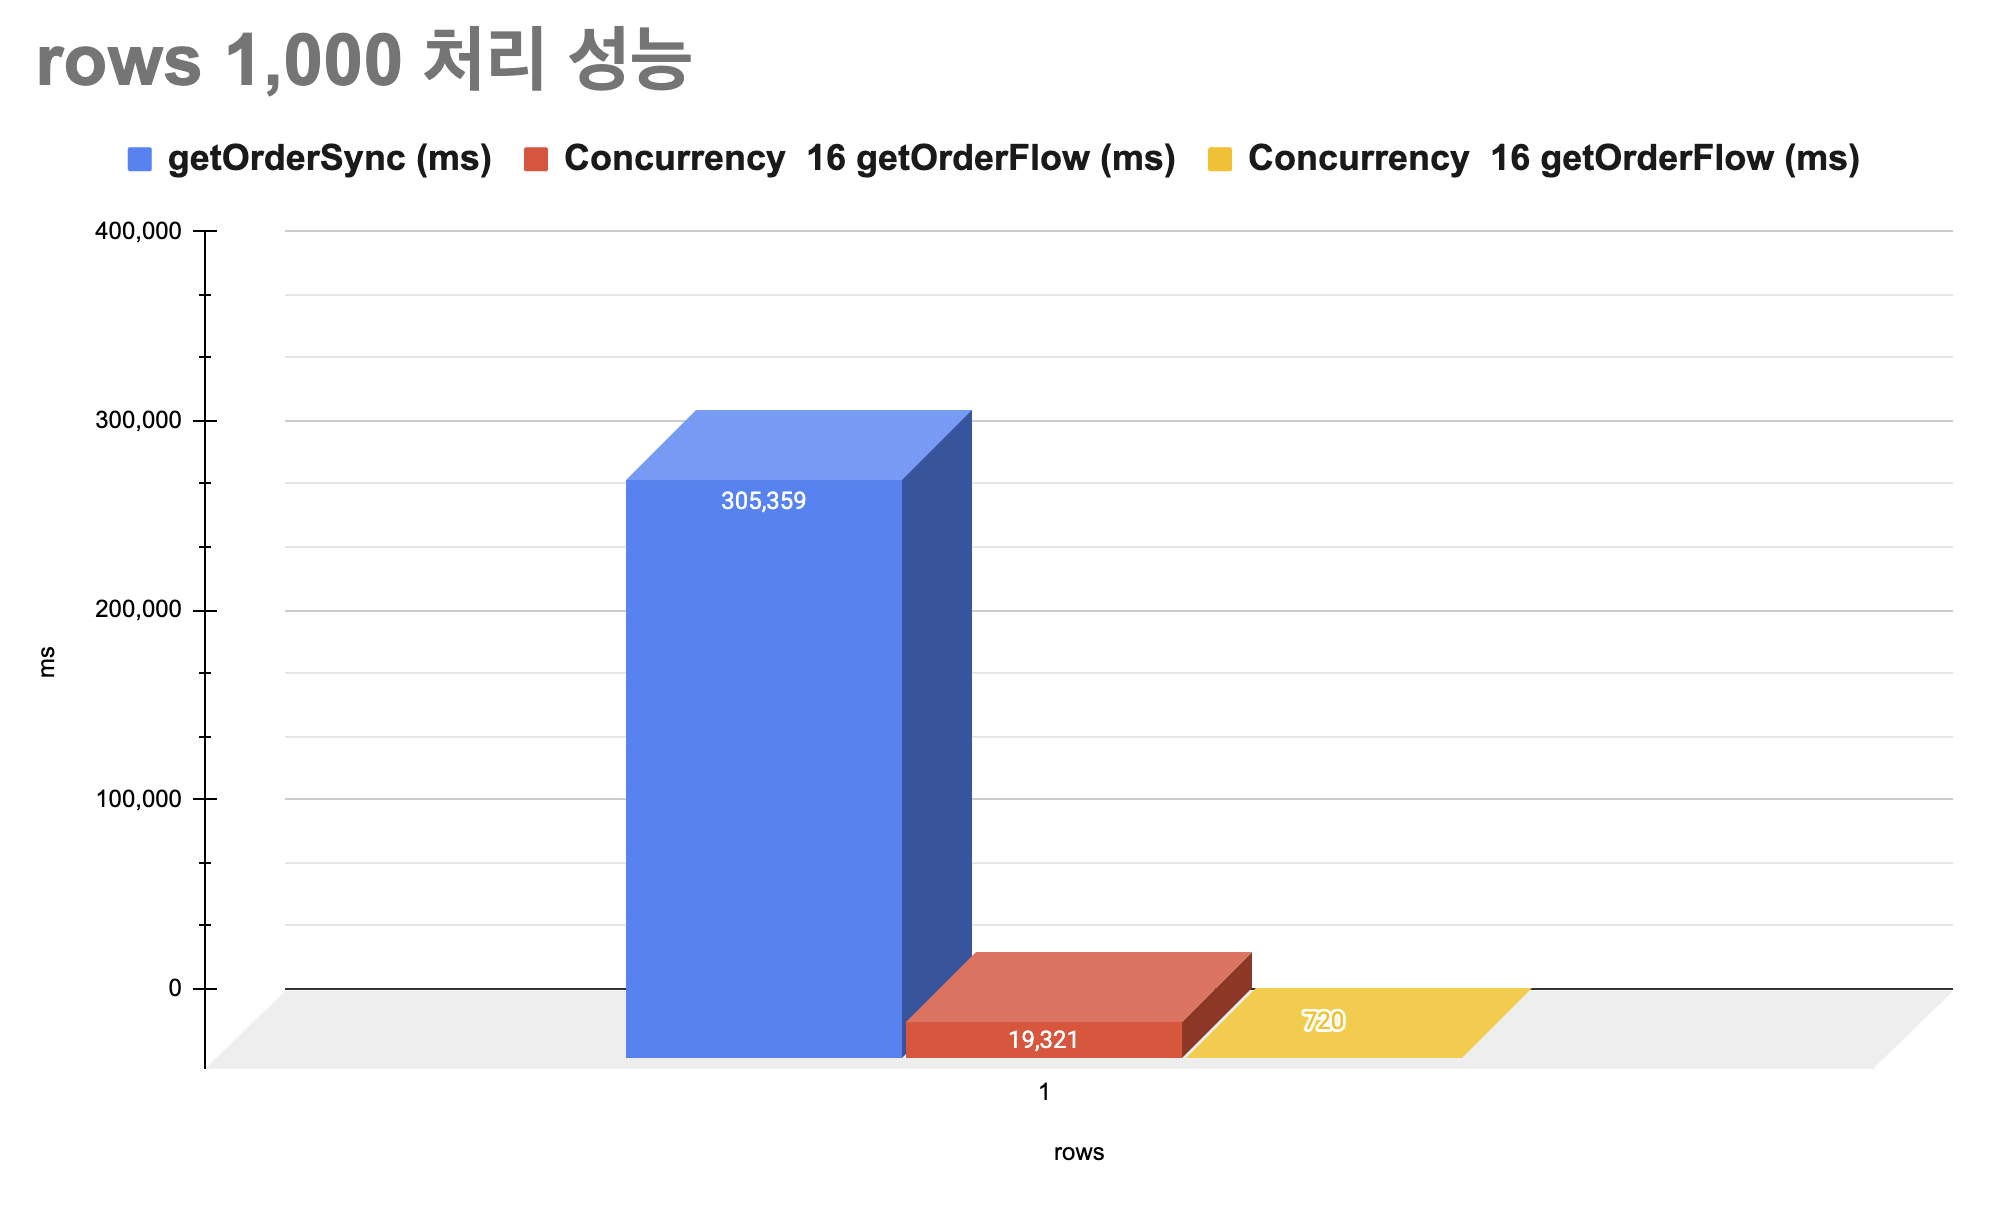 rows 1,000 처리 성능
getOrderSync (ms) Concurrency 16 getOrderFlow (ms) Concurrency 16 getOrderFlow (ms)
400,000
300,000
200,000
100,000
0
ms
305,359
19,321
720
1
rows